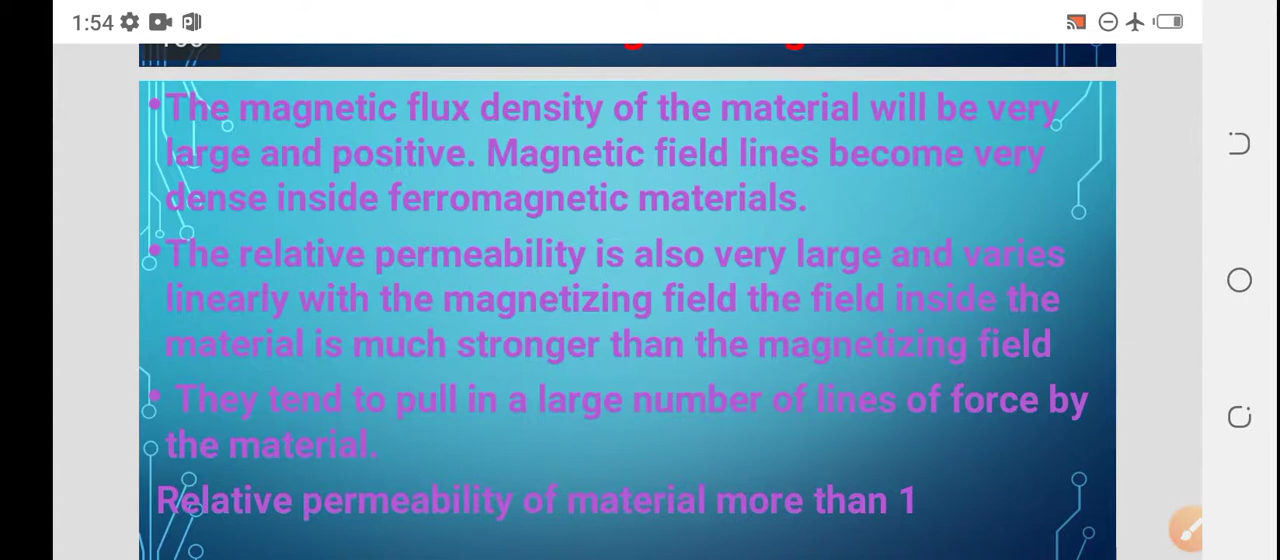 1:54
• The magnetic flux density of the material will be very
large and positive. Magnetic field lines become very
dense inside ferromagnetic materials.
• The relative permeability is also very large and varies
linearly with the magnetizing field the field inside the
material is much stronger than the magnetizing field
• They tend to pull in a large number of lines of force by
the material.
Relative permeability of material more than 1